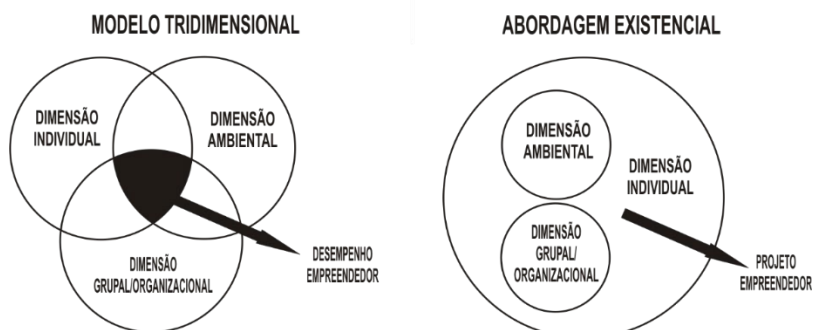 MODELO TRIDIMENSIONAL
DIMENSÃO
INDIVIDUAL
DIMENSÃO
AMBIENTAL
DIMENSÃO
GRUPAL/ORGANIZACIONAL
DESEMPENHO
EMPREENDEDOR
ABORDAGEM EXISTENCIAL
DIMENSÃO
AMBIENTAL
DIMENSÃO
INDIVIDUAL
DIMENSÃO
GRUPAL/
ORGANIZACIONAL
PROJETO
EMPREENDEDOR